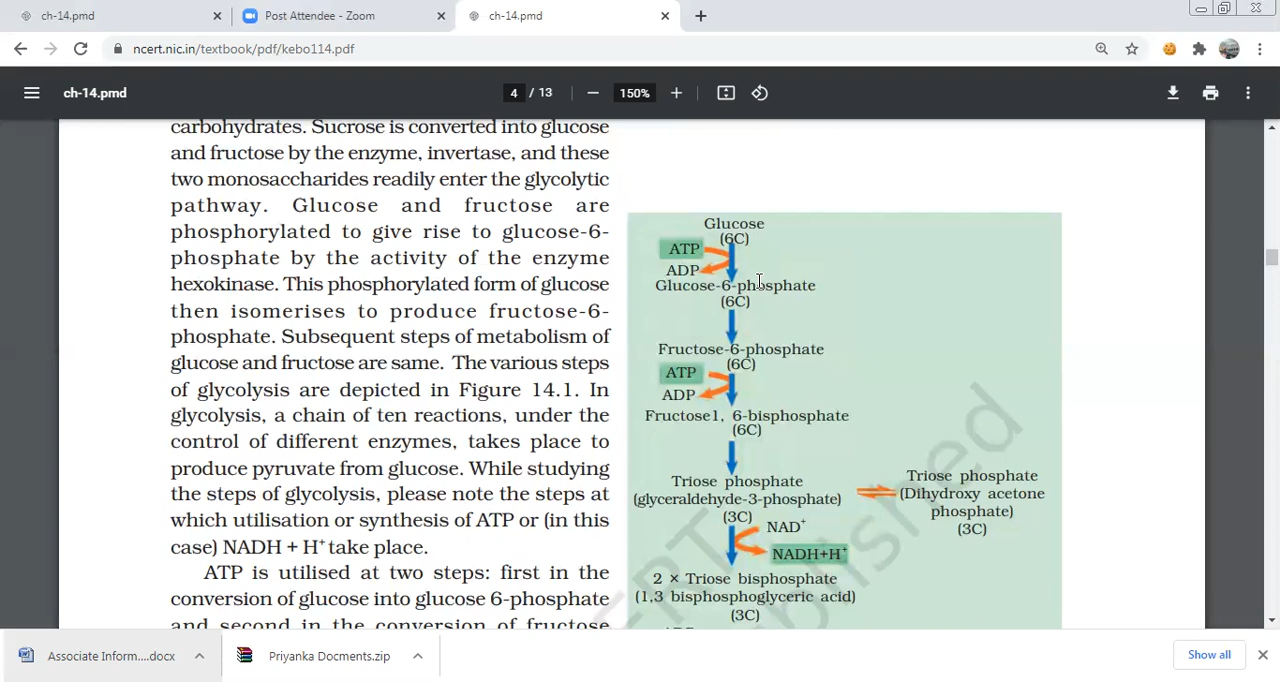 ch-14.pmd
Post Attendee - Zoom
ch-14.pmd
ncert.nic.in/textbook/pdf/kebo114.pdf
ch-14.pmd
4 / 13
150%
carbohydrates. Sucrose is converted into glucose
and fructose by the enzyme, invertase, and these
two monosaccharides readily enter the glycolytic
pathway. Glucose and fructose are
phosphorylated to give rise to glucose-6-
phosphate by the activity of the enzyme
hexokinase. This phosphorylated form of glucose
then isomerises to produce fructose-6-
phosphate. Subsequent steps of metabolism of
glucose and fructose are same. The various steps
of glycolysis are depicted in Figure 14.1. In
glycolysis, a chain of ten reactions, under the
control of different enzymes, takes place to
produce pyruvate from glucose. While studying
the steps of glycolysis, please note the steps at
which utilisation or synthesis of ATP or (in this
case) NADH + H+ take place.
ATP is utilised at two steps: first in the
conversion of glucose into glucose 6-phosphate
and second in the conversion of fructose
Glucose
(6C)
ATP
ADP
Glucose-6-phosphate
(6C)
Fructose-6-phosphate
(6C)
ATP
ADP
Fructose1, 6-bisphosphate
(6C)
Triose phosphate
(glyceraldehyde-3-phosphate)
(3C)
Triose phosphate
(Dihydroxy acetone
phosphate)
(3C)
NAD+
NADH+H+
2 × Triose bisphosphate
(1,3 bisphosphoglyceric acid)
(3C)
Associate Inform....docx
Priyanka Docments.zip
Show all